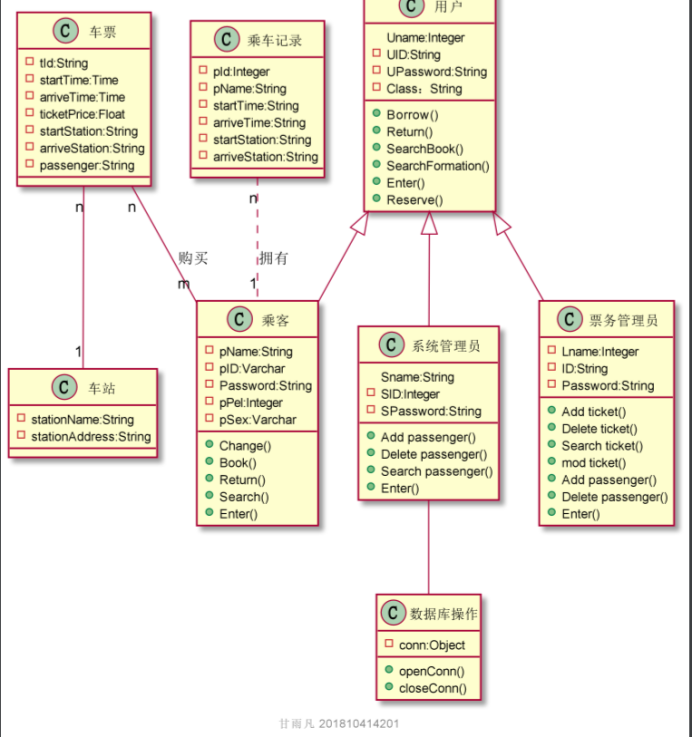 C 车票
tId:String
startTime:Time
arriveTime:Time
ticketPrice:Float
startStation:String
arriveStation:String
passenger:String
C 乘车记录
pId:Integer
pName:String
startTime:String
arriveTime:String
startStation:String
arriveStation:String
C 用户
Uname:Integer
UID:String
UPassword:String
Class：String
Borrow()
Return()
SearchBook()
SearchFormation()
Enter()
Reserve()
n
n
n
购买
拥有
m
1
1
C 车站
stationName:String
stationAddress:String
C 乘客
pName:String
pID:Varchar
Password:String
pPel:Integer
pSex:Varchar
Change()
Book()
Return()
Search()
Enter()
C 系统管理员
Sname:String
SID:Integer
SPassword:String
Add passenger()
Delete passenger()
Search passenger()
Enter()
C 票务管理员
Lname:Integer
ID:String
Password:String
Add ticket()
Delete ticket()
Search ticket()
mod ticket()
Add passenger()
Delete passenger()
Enter()
C 数据库操作
conn:Object
openConn()
closeConn()
甘雨凡 201810414201